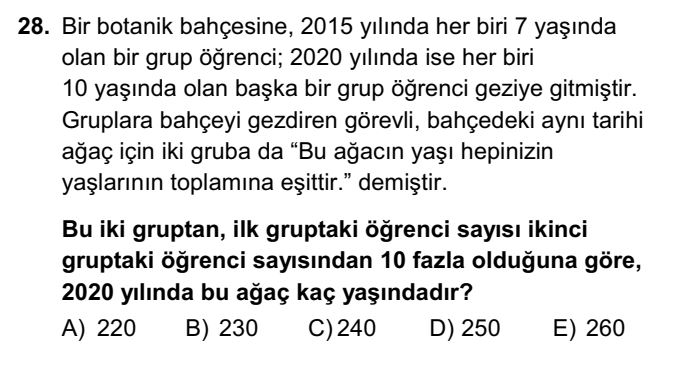 28. Bir botanik bahçesine, 2015 yılında her biri 7 yaşında
olan bir grup öğrenci; 2020 yılında ise her biri
10 yaşında olan başka bir grup öğrenci geziye gitmiştir.
Gruplara bahçeyi gezdiren görevli, bahçedeki aynı tarihi
ağaç için iki gruba da “Bu ağacın yaşı hepinizin
yaşlarının toplamına eşittir.” demiştir.
Bu iki gruptan, ilk gruptaki öğrenci sayısı ikinci
gruptaki öğrenci sayısından 10 fazla olduğuna göre,
2020 yılında bu ağaç kaç yaşındadır?
A) 220 B) 230 C) 240 D) 250 E) 260